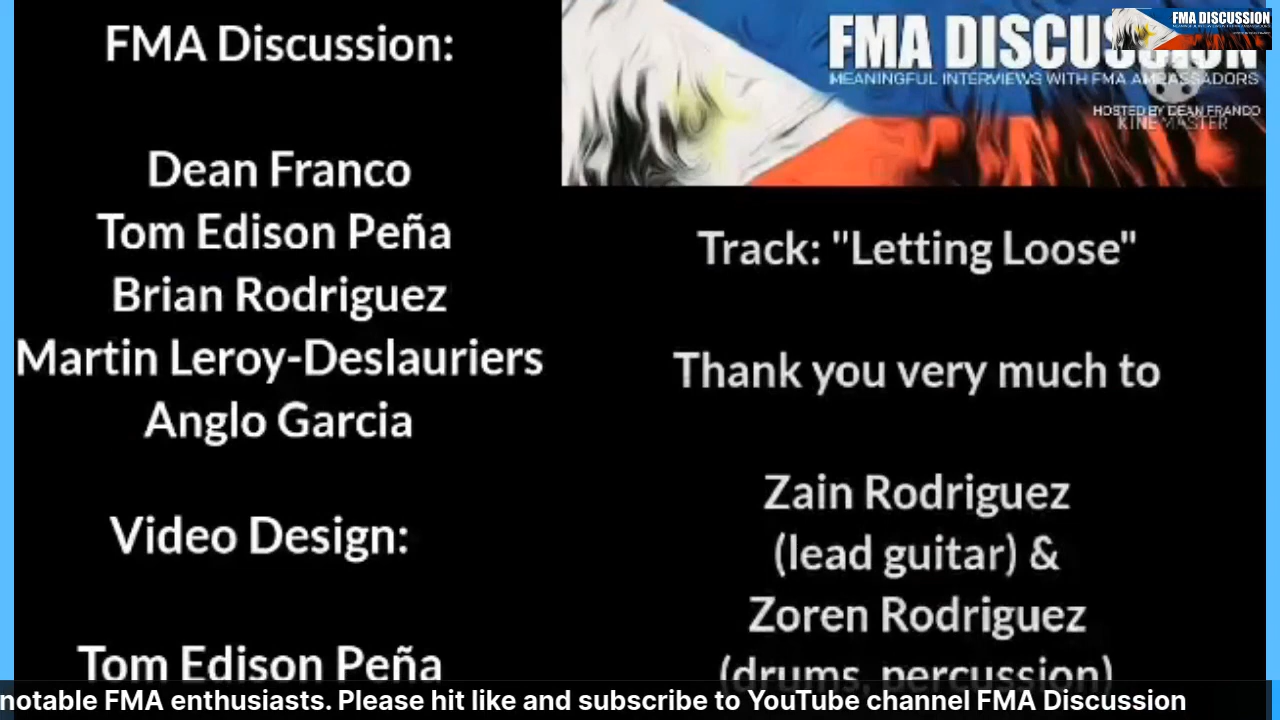 FMA Discussion:
Dean Franco
Tom Edison Peña
Brian Rodriguez
Martin Leroy-Deslauriers
Anglo Garcia
Video Design:
Tom Edison Peña
FMA DISCUSSION
MEANINGFUL INTERVIEWS WITH FMA AMBASSADORS
HOSTED BY DEAN FRANCO
KINEMASTER
FMA DISCUSSION
Track: "Letting Loose"
Thank you very much to
Zain Rodriguez
(lead guitar) &
Zoren Rodriguez
(drums, percussion)
notable FMA enthusiasts. Please hit like and subscribe to YouTube channel FMA Discussion